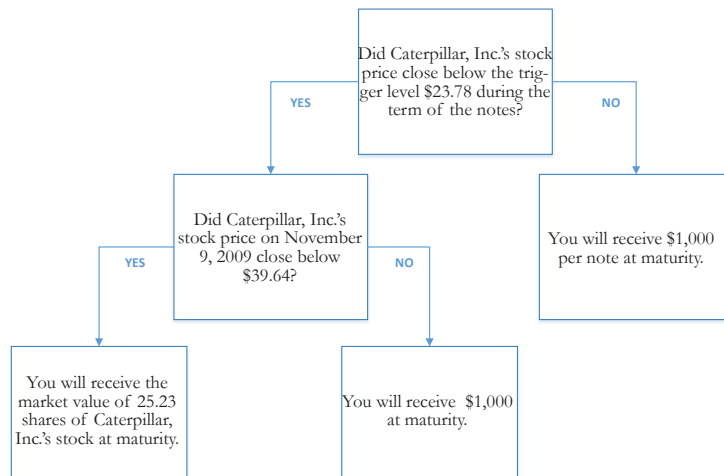 Did Caterpillar, Inc.'s stock
price close below the trig-
ger level $23.78 during the
term of the notes?
YES
NO
Did Caterpillar, Inc.'s
stock price on November
9, 2009 close below
$39.64?
You will receive $1,000
per note at maturity.
YES
NO
You will receive the
market value of 25.23
shares of Caterpillar,
Inc.'s stock at maturity.
You will receive $1,000
at maturity.